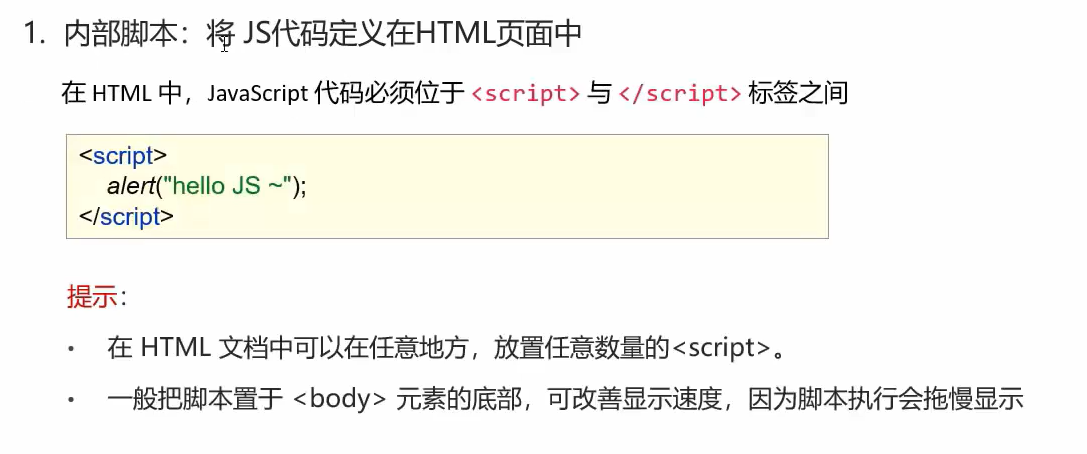 1. 内部脚本：将 JS代码定义在HTML页面中
在 HTML 中，JavaScript 代码必须位于 <script> 与 </script> 标签之间
<script>
alert("hello JS ~");
</script>
提示：
• 在 HTML 文档中可以在任意地方，放置任意数量的<script>。
• 一般把脚本置于 <body> 元素的底部，可改善显示速度，因为脚本执行会拖慢显示